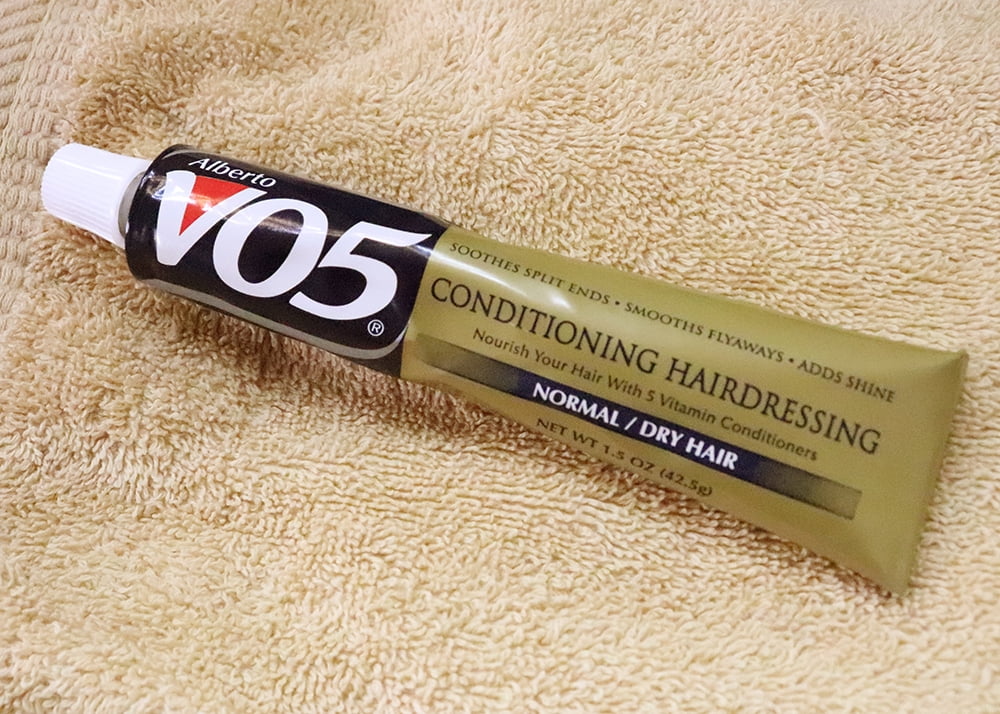 Alberto
VO5®
SOOTHES SPLIT ENDS • SMOOTHS FLYAWAYS • ADDS SHINE
CONDITIONING HAIRDRESSING
Nourish Your Hair With 5 Vitamin Conditioners
NORMAL / DRY HAIR
NET WT 1.5 OZ (42.5g)